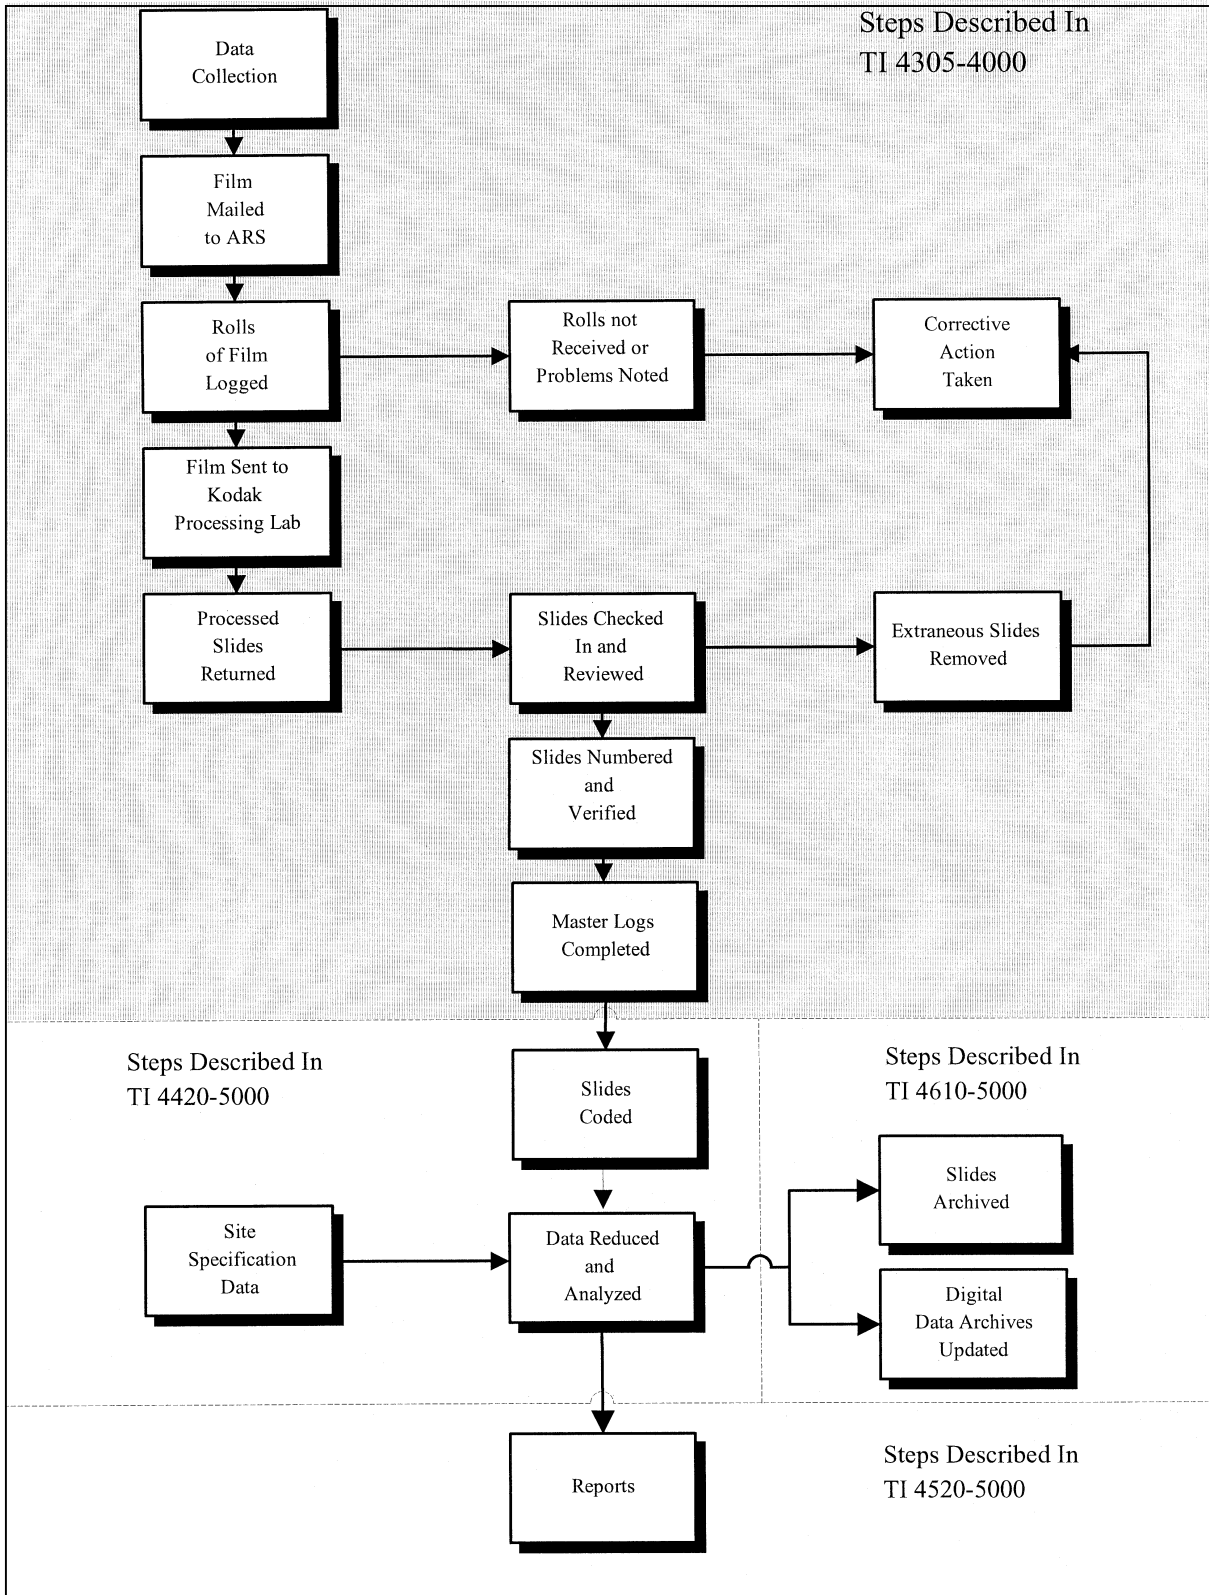 Steps Described In
TI 4305-4000
Data
Collection
Film
Mailed
to ARS
Rolls
of Film
Logged
Rolls not
Received or
Problems Noted
Corrective
Action
Taken
Film Sent to
Kodak
Processing Lab
Processed
Slides
Returned
Slides Checked
In and
Reviewed
Extraneous Slides
Removed
Slides Numbered
and
Verified
Master Logs
Completed
Steps Described In
TI 4420-5000
Slides
Coded
Steps Described In
TI 4610-5000
Site
Specification
Data
Data Reduced
and
Analyzed
Slides
Archived
Digital
Data Archives
Updated
Reports
Steps Described In
TI 4520-5000